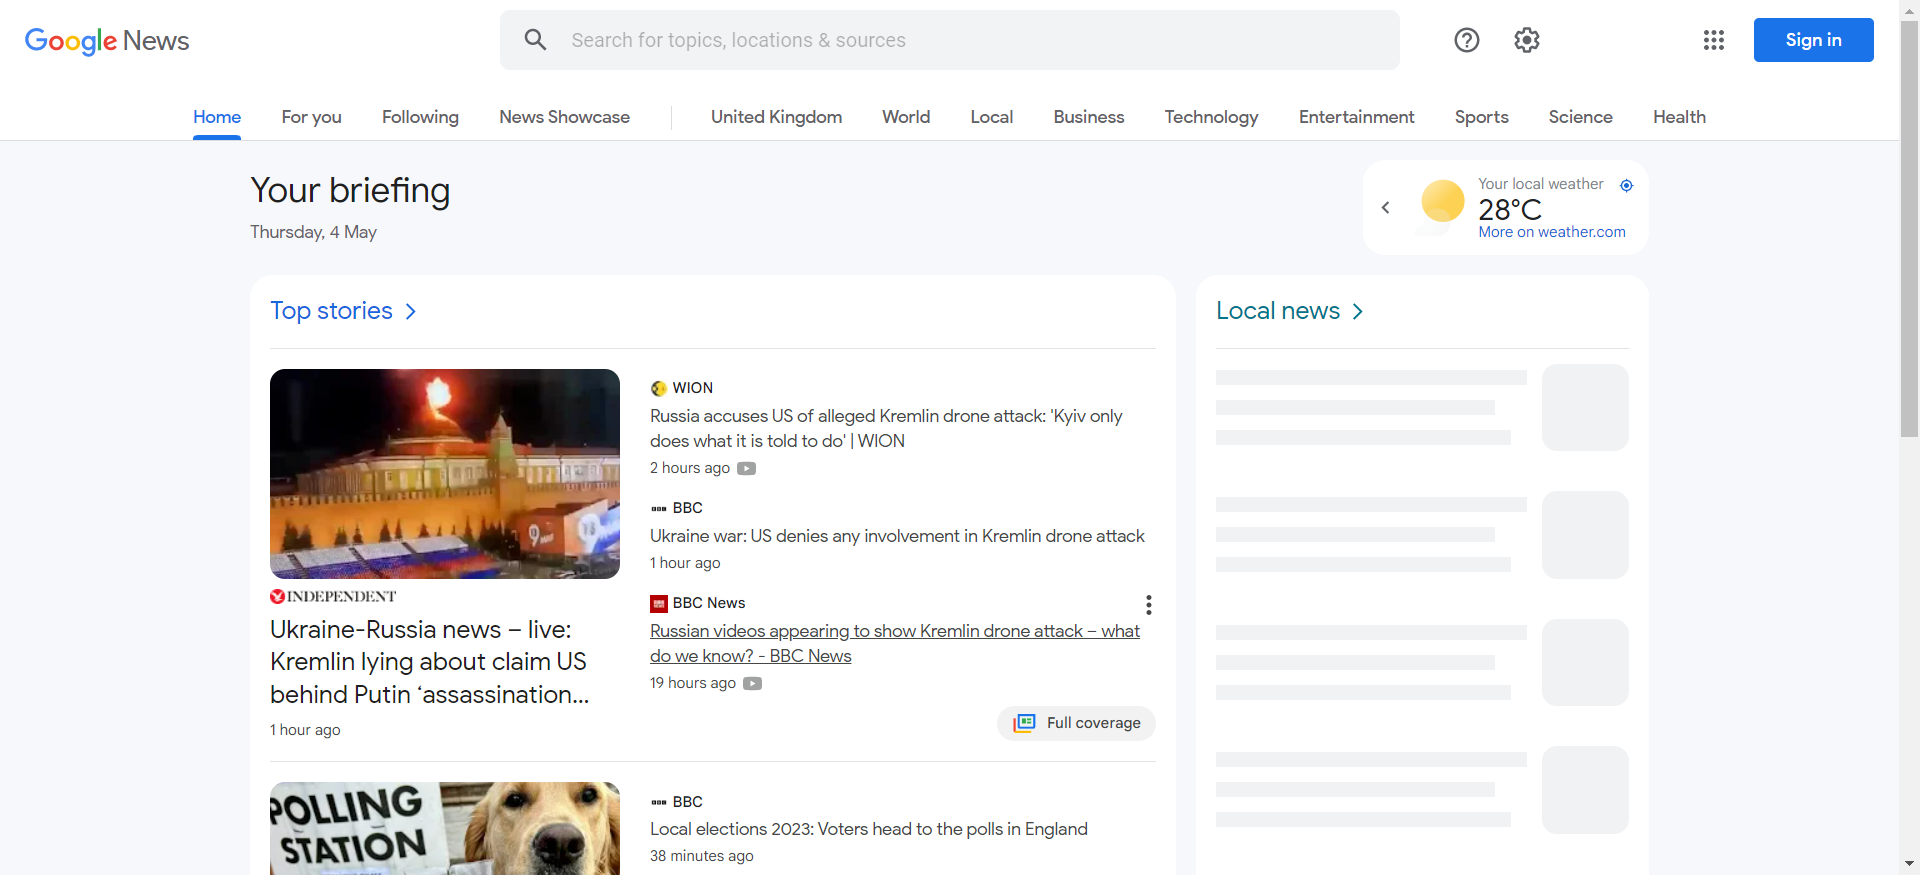 Google News
Search for topics, locations & sources
Sign in
Home
For you
Following
News Showcase
United Kingdom
World
Local
Business
Technology
Entertainment
Sports
Science
Health
Your briefing
Thursday, 4 May
Your local weather
28°C
More on weather.com
Top stories
INDEPENDENT
Ukraine-Russia news – live:
Kremlin lying about claim US
behind Putin ‘assassination...
1 hour ago
WION
Russia accuses US of alleged Kremlin drone attack: 'Kyiv only
does what it is told to do' | WION
2 hours ago
BBC
Ukraine war: US denies any involvement in Kremlin drone attack
1 hour ago
BBC News
Russian videos appearing to show Kremlin drone attack – what
do we know? - BBC News
19 hours ago
Full coverage
POLLING
STATION
BBC
Local elections 2023: Voters head to the polls in England
38 minutes ago
Local news